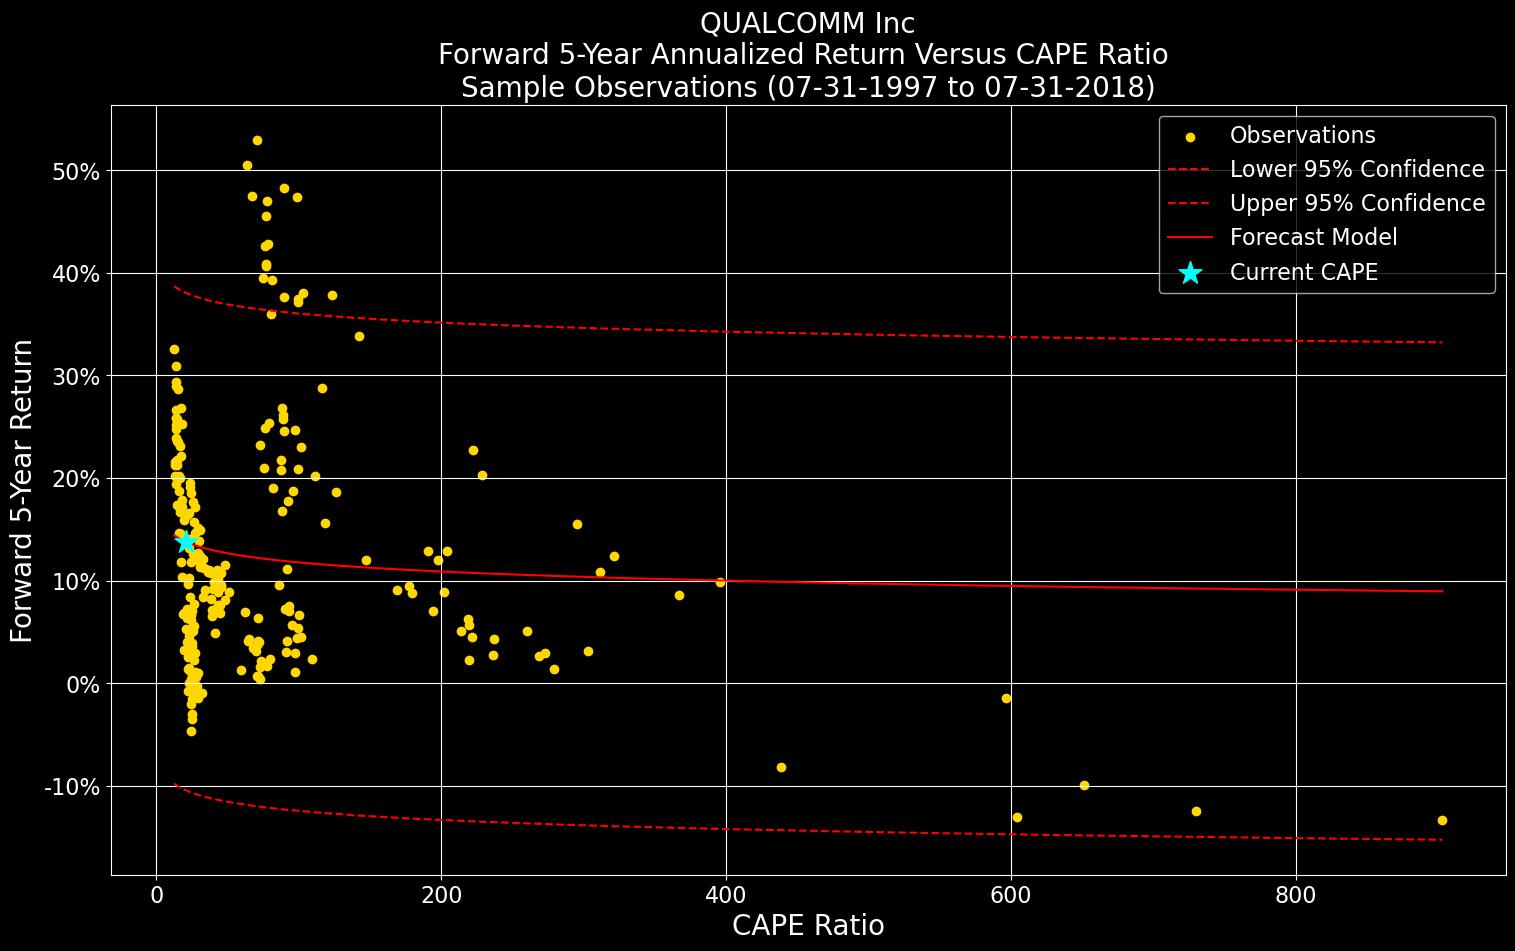 QUALCOMM Inc
Forward 5-Year Annualized Return Versus CAPE Ratio
Sample Observations (07-31-1997 to 07-31-2018)
Observations
Lower 95% Confidence
Upper 95% Confidence
Forecast Model
Current CAPE
Forward 5-Year Return
50%
40%
30%
20%
10%
0%
-10%
0 200 400 600 800
CAPE Ratio